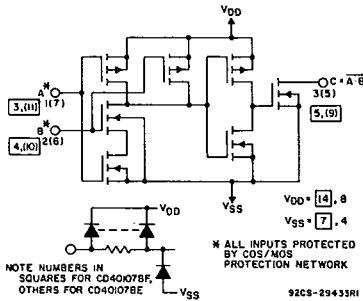 VDD
A*
3,(11)
1(7)
B*
4,(10)
2(6)
C = A·B
3(5)
5,(9)
VSS
VDD = 14, 8
VSS = 7, 4
VDD
* ALL INPUTS PROTECTED
BY COS/MOS
PROTECTION NETWORK
VSS
NOTE NUMBERS IN
SQUARES FOR CD40107BF,
OTHERS FOR CD40107BE
92CS-29433R1